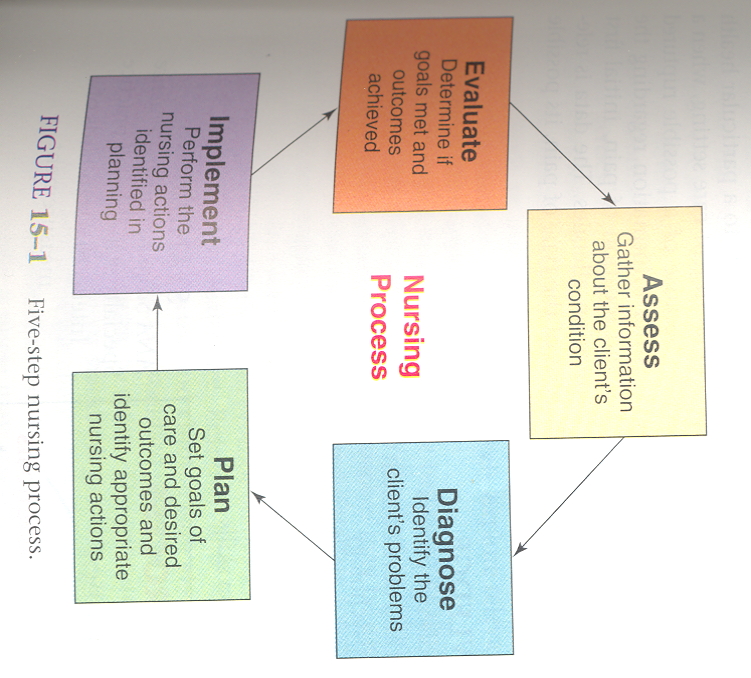 Assess
Gather information
about the client's
condition
Diagnose
Identify the
client's problems
Plan
Set goals of
care and desired
outcomes and
identify appropriate
nursing actions
Implement
Perform the
nursing actions
identified in
planning
Evaluate
Determine if
goals met and
outcomes
achieved
Nursing
Process
FIGURE 15–1 Five-step nursing process.